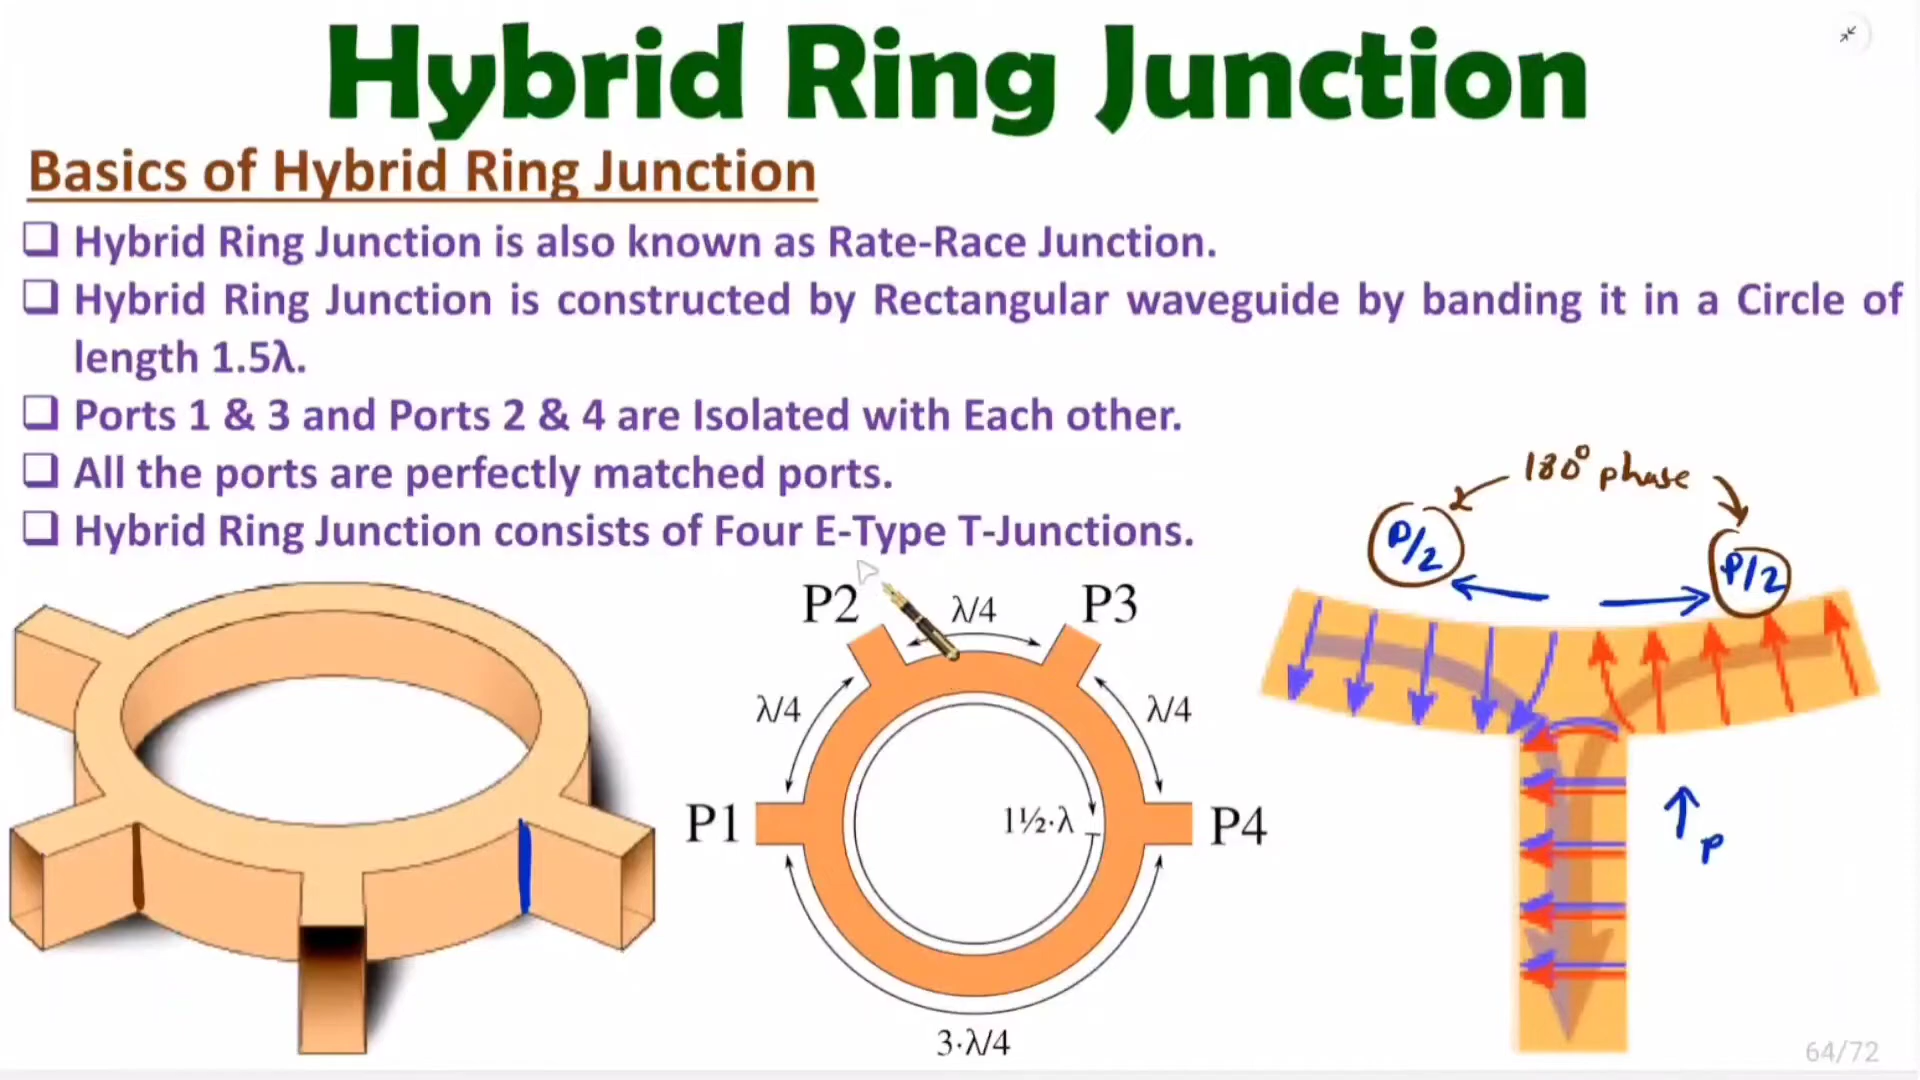 Hybrid Ring Junction
Basics of Hybrid Ring Junction
❑ Hybrid Ring Junction is also known as Rate-Race Junction.
❑ Hybrid Ring Junction is constructed by Rectangular waveguide by banding it in a Circle of
length 1.5λ.
❑ Ports 1 & 3 and Ports 2 & 4 are Isolated with Each other.
❑ All the ports are perfectly matched ports.
❑ Hybrid Ring Junction consists of Four E-Type T-Junctions.
180° phase
P/2
P/2
P2
λ/4
P3
λ/4
λ/4
P1
1½·λ
P4
P
3·λ/4
64/72